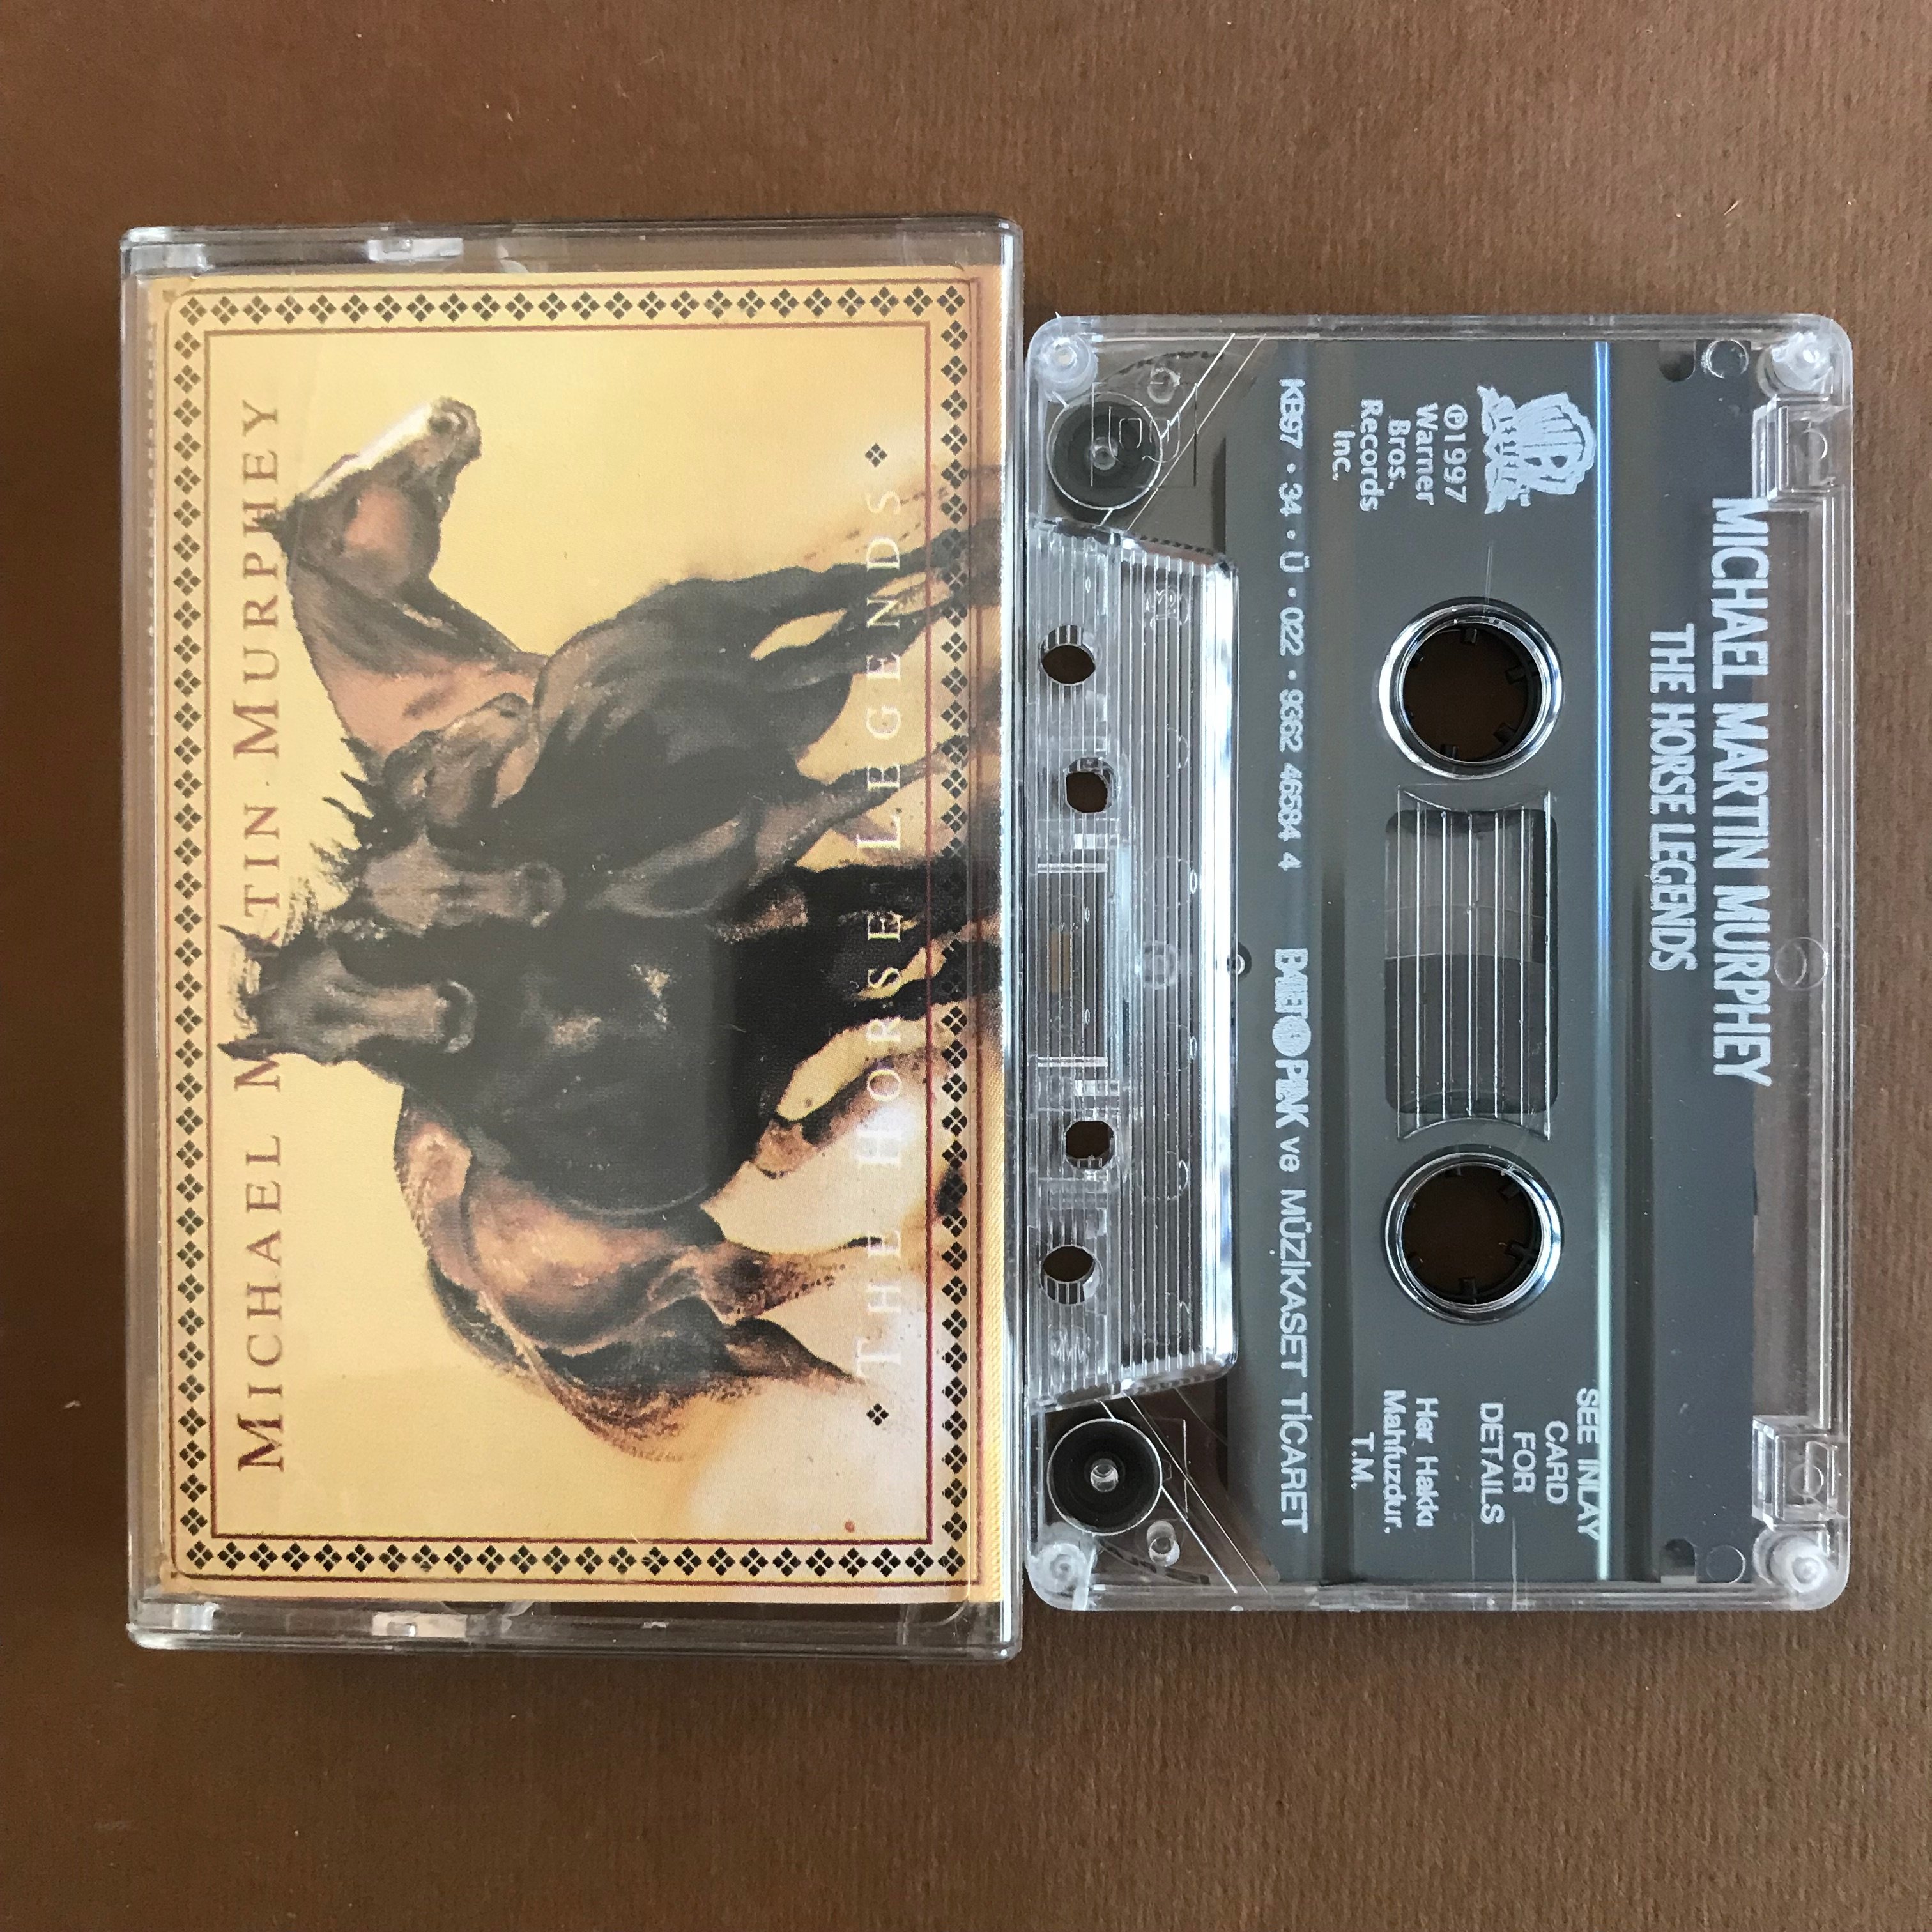 MICHAEL MARTIN MURPHEY
THE HORSE LEGENDS
MICHAEL MARTIN MURPHEY
THE HORSE LEGENDS
℗1997
Warner
Bros.
Records
Inc.
SEE INLAY
CARD
FOR
DETAILS
Her Hakkı
Mahfuzdur.
T.M.
KB97 • 34 • Ü • 022 • 9362 46584 4 ve MÜZİKASET TİCARET